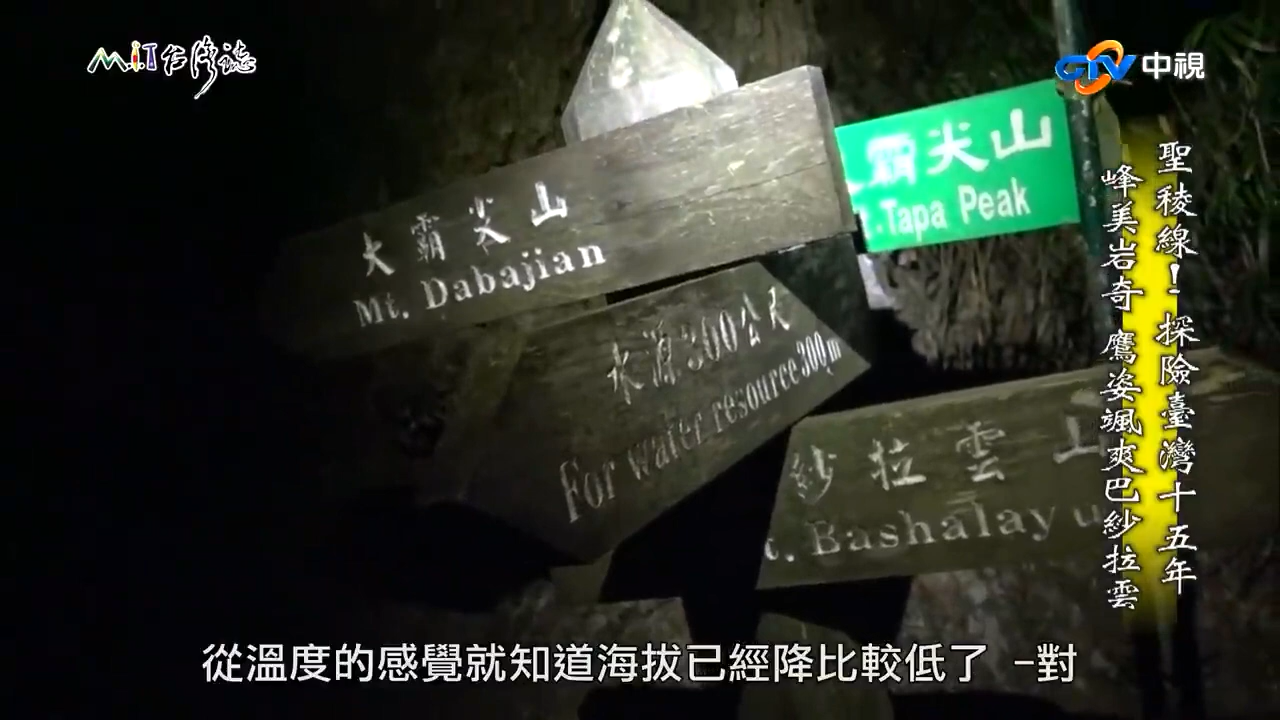 MiT台灣誌
CTV中視
聖稜線！探險臺灣十五年
峰美岩奇 鷹姿颯爽巴紗拉雲
大霸尖山
Mt. Dabajian
霸尖山
Tapa Peak
水源300公尺
For water resource 300m
紗拉雲山
Bashalayu
從溫度的感覺就知道海拔已經降比較低了 -對